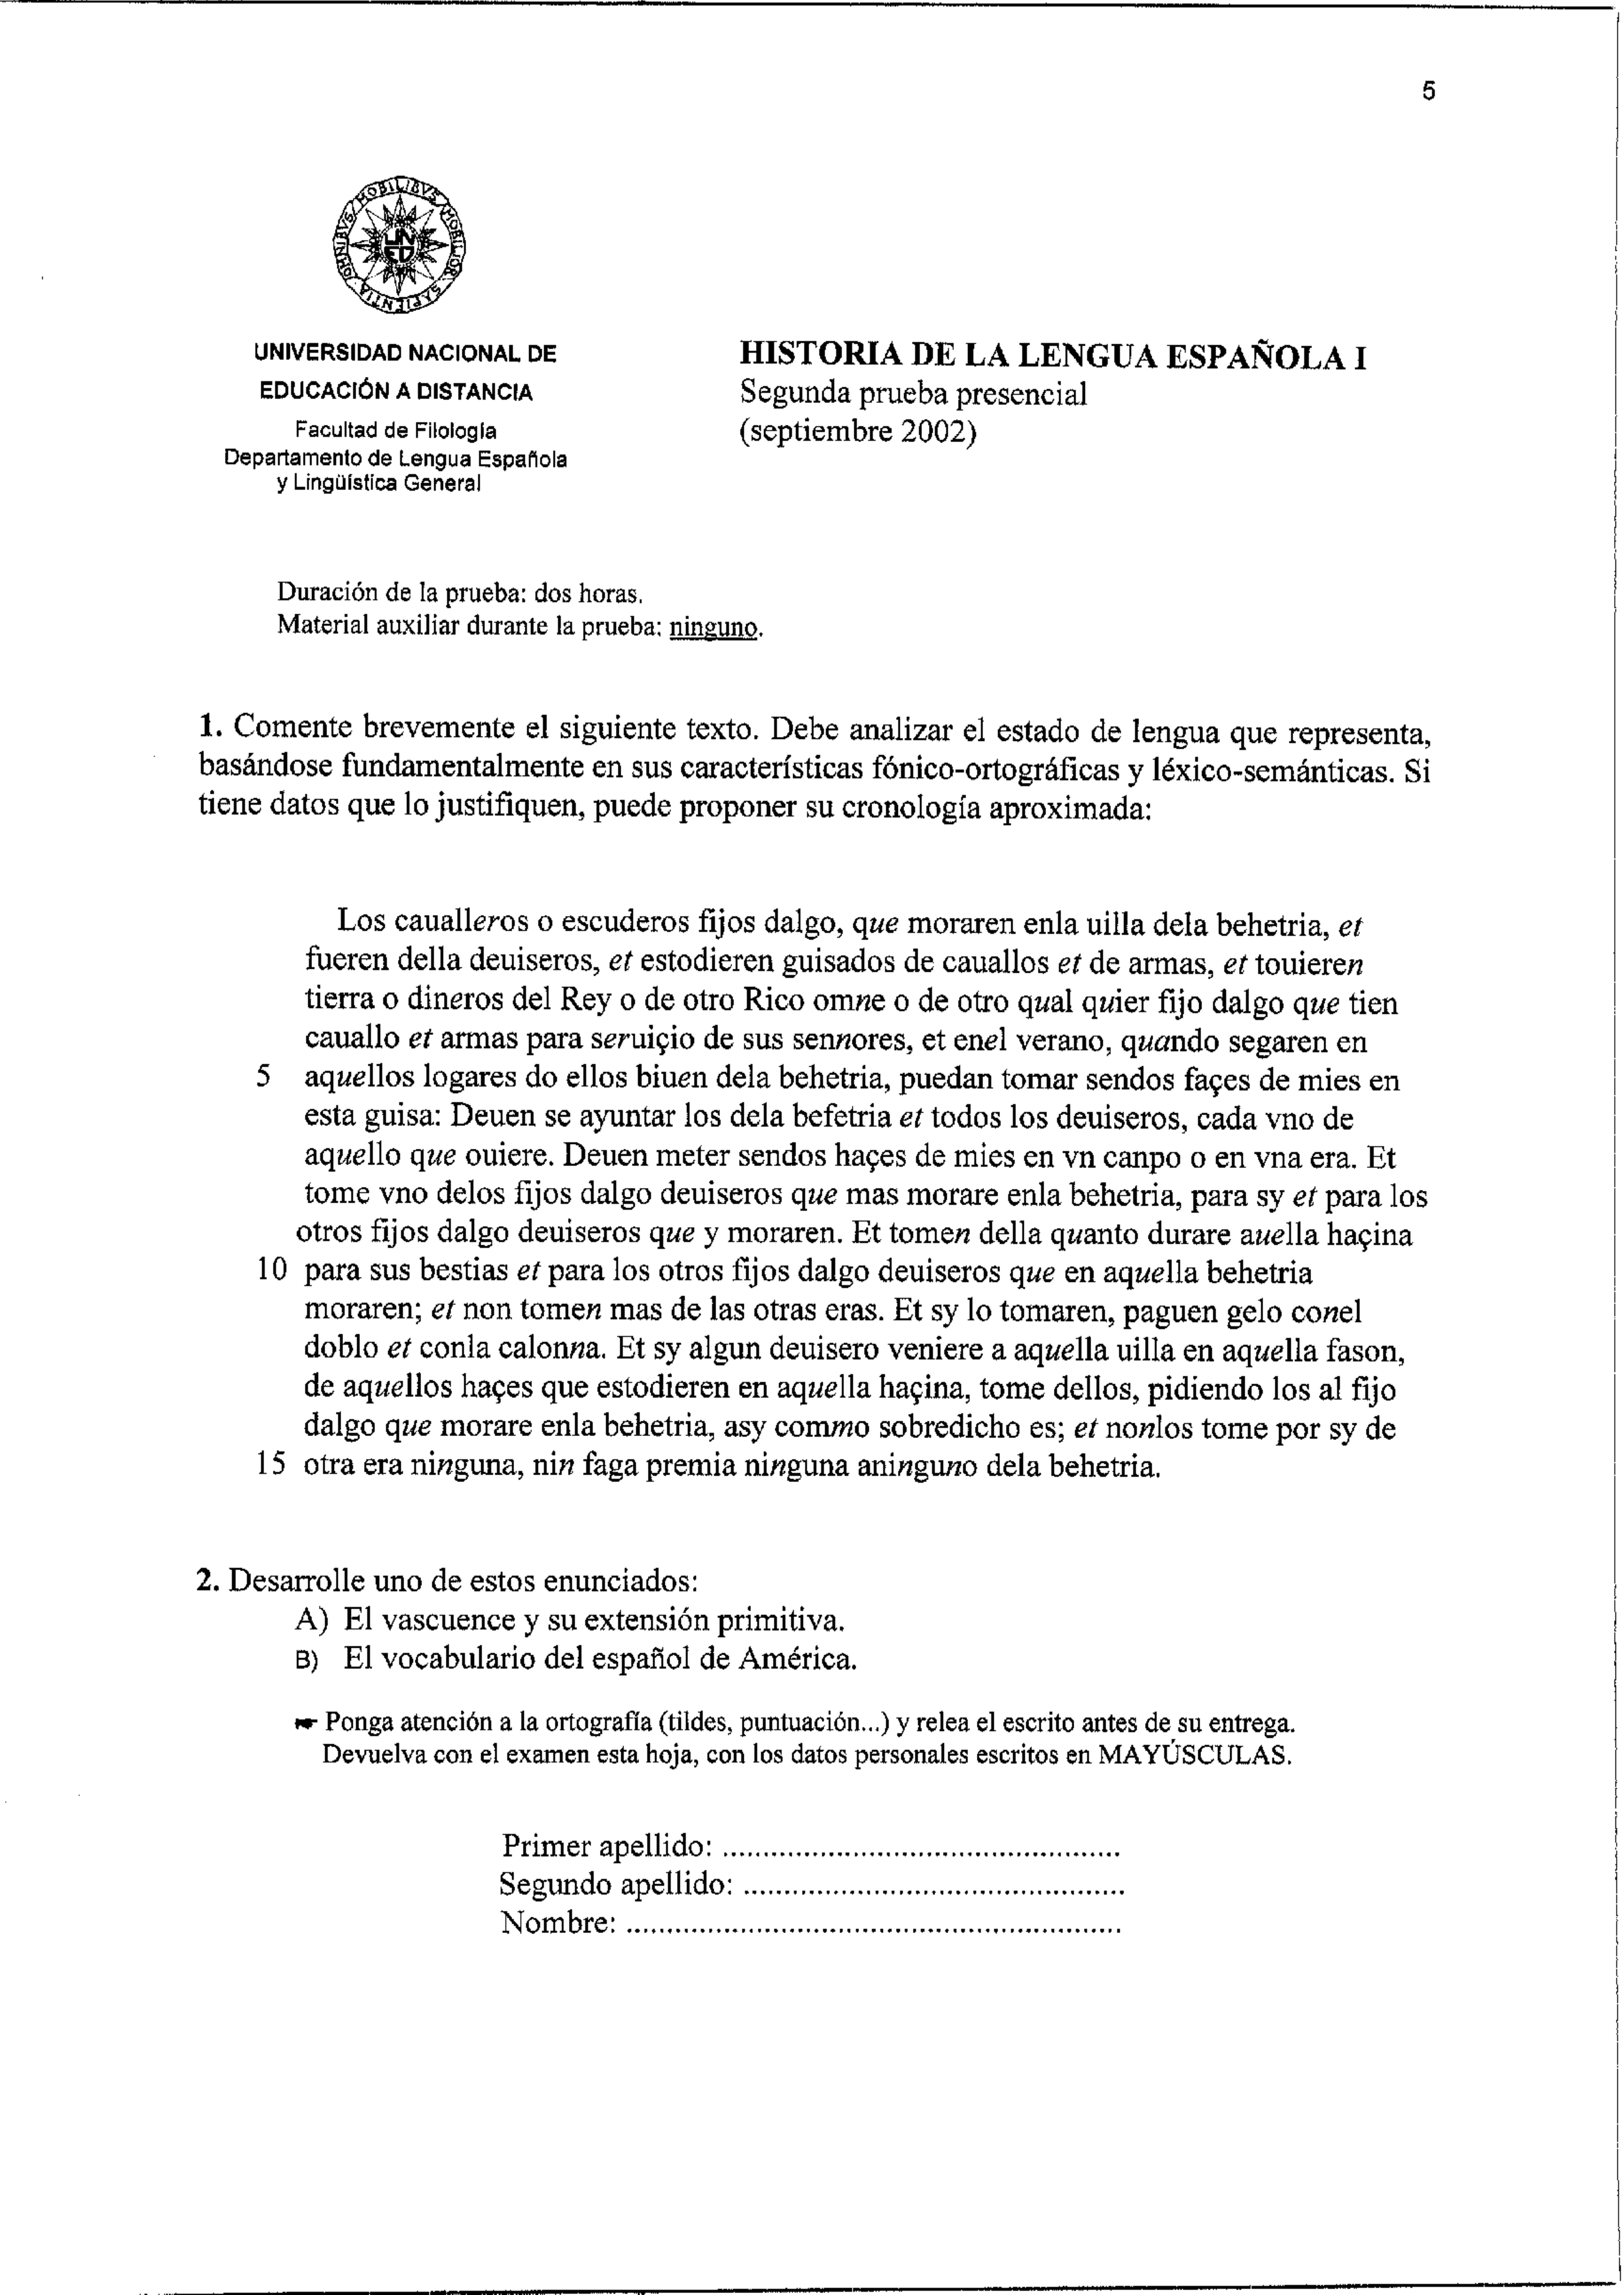 5
OMNIBVS MOBILIBVS MOBILIOR SAPIENTIA
UNED
UNIVERSIDAD NACIONAL DE
EDUCACIÓN A DISTANCIA
Facultad de Filología
Departamento de Lengua Española
y Lingüística General
HISTORIA DE LA LENGUA ESPAÑOLA I
Segunda prueba presencial
(septiembre 2002)
Duración de la prueba: dos horas.
Material auxiliar durante la prueba: ninguno.
1. Comente brevemente el siguiente texto. Debe analizar el estado de lengua que representa,
basándose fundamentalmente en sus características fónico-ortográficas y léxico-semánticas. Si
tiene datos que lo justifiquen, puede proponer su cronología aproximada:
Los caualleros o escuderos fijos dalgo, que moraren enla uilla dela behetria, et
fueren della deuiseros, et estodieren guisados de cauallos et de armas, et touieren
tierra o dineros del Rey o de otro Rico omne o de otro qual quier fijo dalgo que tien
cauallo et armas para seruiçio de sus sennores, et enel verano, quando segaren en
5 aquellos logares do ellos biuen dela behetria, puedan tomar sendos façes de mies en
esta guisa: Deuen se ayuntar los dela befetria et todos los deuiseros, cada vno de
aquello que ouiere. Deuen meter sendos haçes de mies en vn canpo o en vna era. Et
tome vno delos fijos dalgo deuiseros que mas morare enla behetria, para sy et para los
otros fijos dalgo deuiseros que y moraren. Et tomen della quanto durare auella haçina
10 para sus bestias et para los otros fijos dalgo deuiseros que en aquella behetria
moraren; et non tomen mas de las otras eras. Et sy lo tomaren, paguen gelo conel
doblo et conla calonna. Et sy algun deuisero veniere a aquella uilla en aquella fason,
de aquellos haçes que estodieren en aquella haçina, tome dellos, pidiendo los al fijo
dalgo que morare enla behetria, asy commo sobredicho es; et nonlos tome por sy de
15 otra era ninguna, nin faga premia ninguna aninguno dela behetria.
2. Desarrolle uno de estos enunciados:
A) El vascuence y su extensión primitiva.
B) El vocabulario del español de América.
☛ Ponga atención a la ortografía (tildes, puntuación...) y relea el escrito antes de su entrega.
Devuelva con el examen esta hoja, con los datos personales escritos en MAYÚSCULAS.
Primer apellido: ................................................
Segundo apellido: ..............................................
Nombre: ............................................................